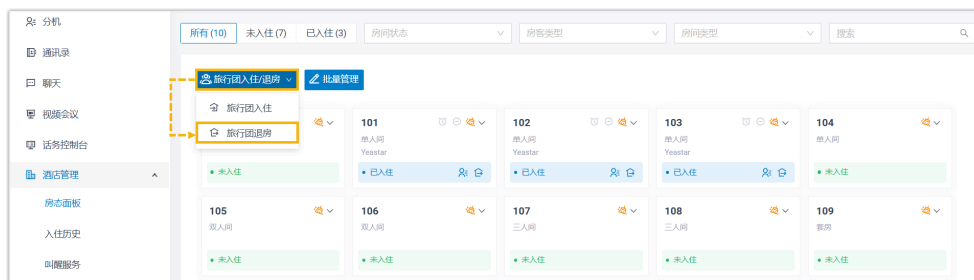 分机
通讯录
聊天
视频会议
话务控制台
酒店管理
房态面板
入住历史
叫醒服务
所有 (10) 未入住 (7) 已入住 (3) 房间状态 房客类型 房间类型 搜索
旅行团入住/退房 批量管理
旅行团入住
旅行团退房
101 102 103 104
单人间 单人间 单人间 单人间
Yeastar Yeastar Yeastar
• 未入住 • 已入住 • 已入住 • 已入住 • 未入住
105 106 107 108 109
双人间 双人间 三人间 三人间 套房
• 未入住 • 未入住 • 未入住 • 未入住 • 未入住